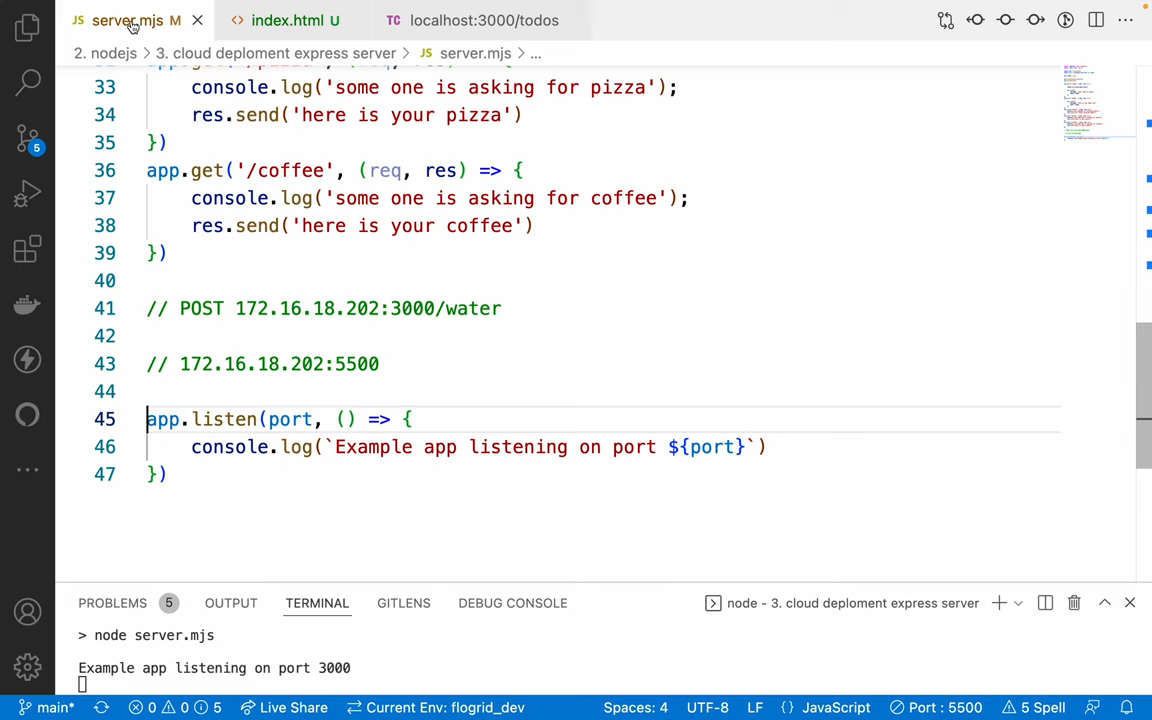 JS server.mjs M
<> index.html U
TC localhost:3000/todos
2. nodejs > 3. cloud deploment express server > JS server.mjs > ...
33 console.log('some one is asking for pizza');
34 res.send('here is your pizza')
35 })
36 app.get('/coffee', (req, res) => {
37 console.log('some one is asking for coffee');
38 res.send('here is your coffee')
39 })
40
41 // POST 172.16.18.202:3000/water
42
43 // 172.16.18.202:5500
44
45 app.listen(port, () => {
46 console.log(`Example app listening on port ${port}`)
47 })
5
PROBLEMS 5 OUTPUT TERMINAL GITLENS DEBUG CONSOLE
node - 3. cloud deploment express server
> node server.mjs
Example app listening on port 3000
main* 0 0 5 Live Share Current Env: flogrid_dev Spaces: 4 UTF-8 LF {} JavaScript Port : 5500 5 Spell